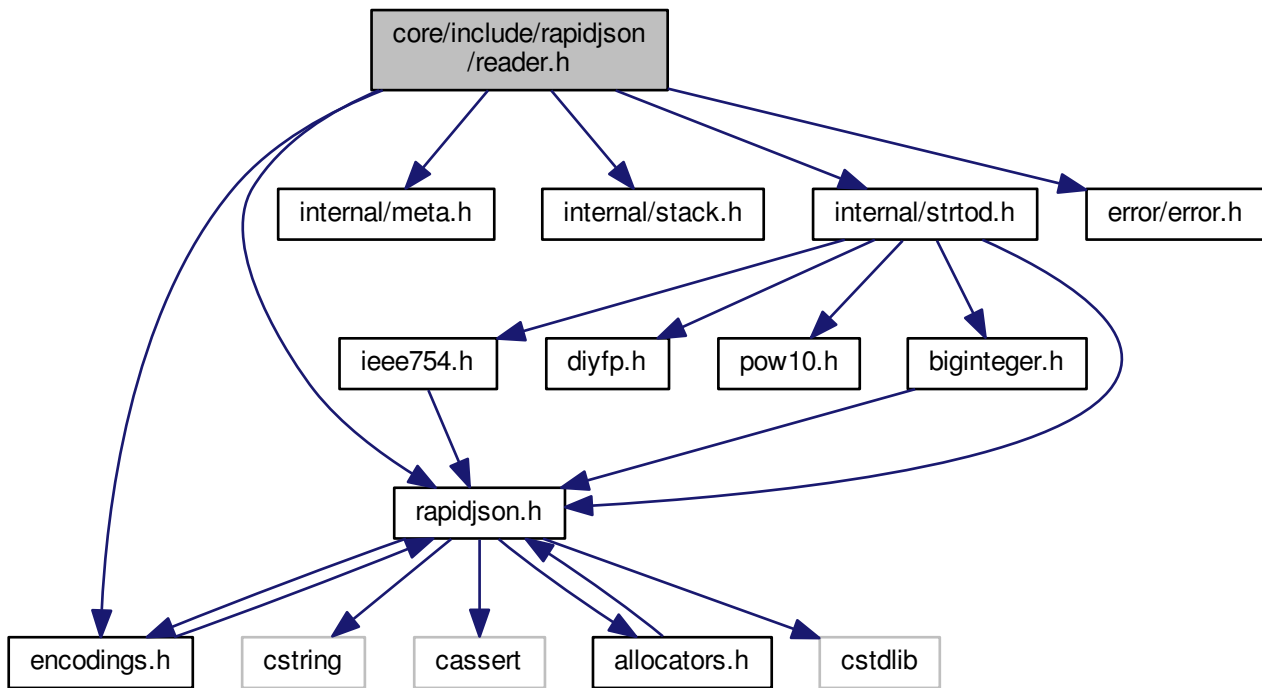 core/include/rapidjson
/reader.h
internal/meta.h
internal/stack.h
internal/strtod.h
error/error.h
ieee754.h
diyfp.h
pow10.h
biginteger.h
rapidjson.h
encodings.h
cstring
cassert
allocators.h
cstdlib